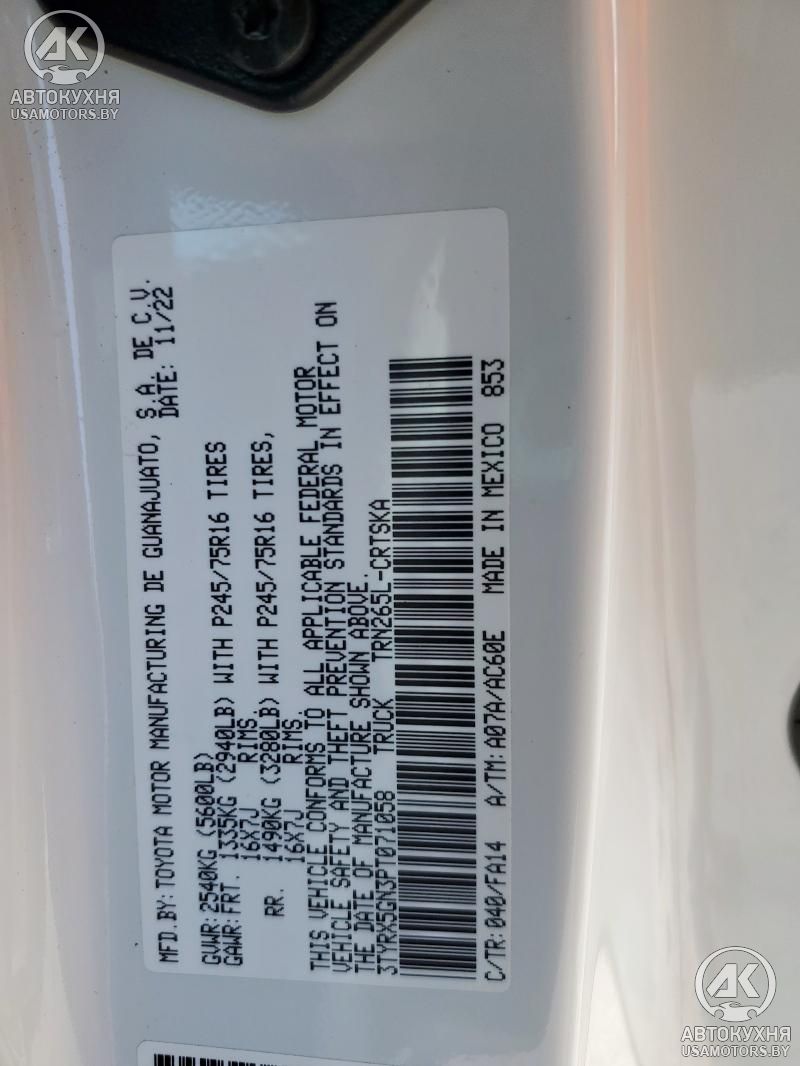 АК
АВТОКУХНЯ
USAMOTORS.BY
MFD.BY: TOYOTA MOTOR MANUFACTURING DE GUANAJUATO, S.A. DE C.V.
DATE: 11/22
GVWR: 2540KG (5600LB)
GAWR: FRT. 1335KG (2940LB) WITH P245/75R16 TIRES
16X7J RIMS.
RR. 1490KG (3280LB) WITH P245/75R16 TIRES,
16X7J RIMS.
THIS VEHICLE CONFORMS TO ALL APPLICABLE FEDERAL MOTOR
VEHICLE SAFETY AND THEFT PREVENTION STANDARDS IN EFFECT ON
THE DATE OF MANUFACTURE SHOWN ABOVE.
3TYRX5GN3PT071058 TRUCK TRN265L-CRTSKA
C/TR: 040/FA14 A/TM: A07A/AC60E MADE IN MEXICO 853
АК
АВТОКУХНЯ
USAMOTORS.BY